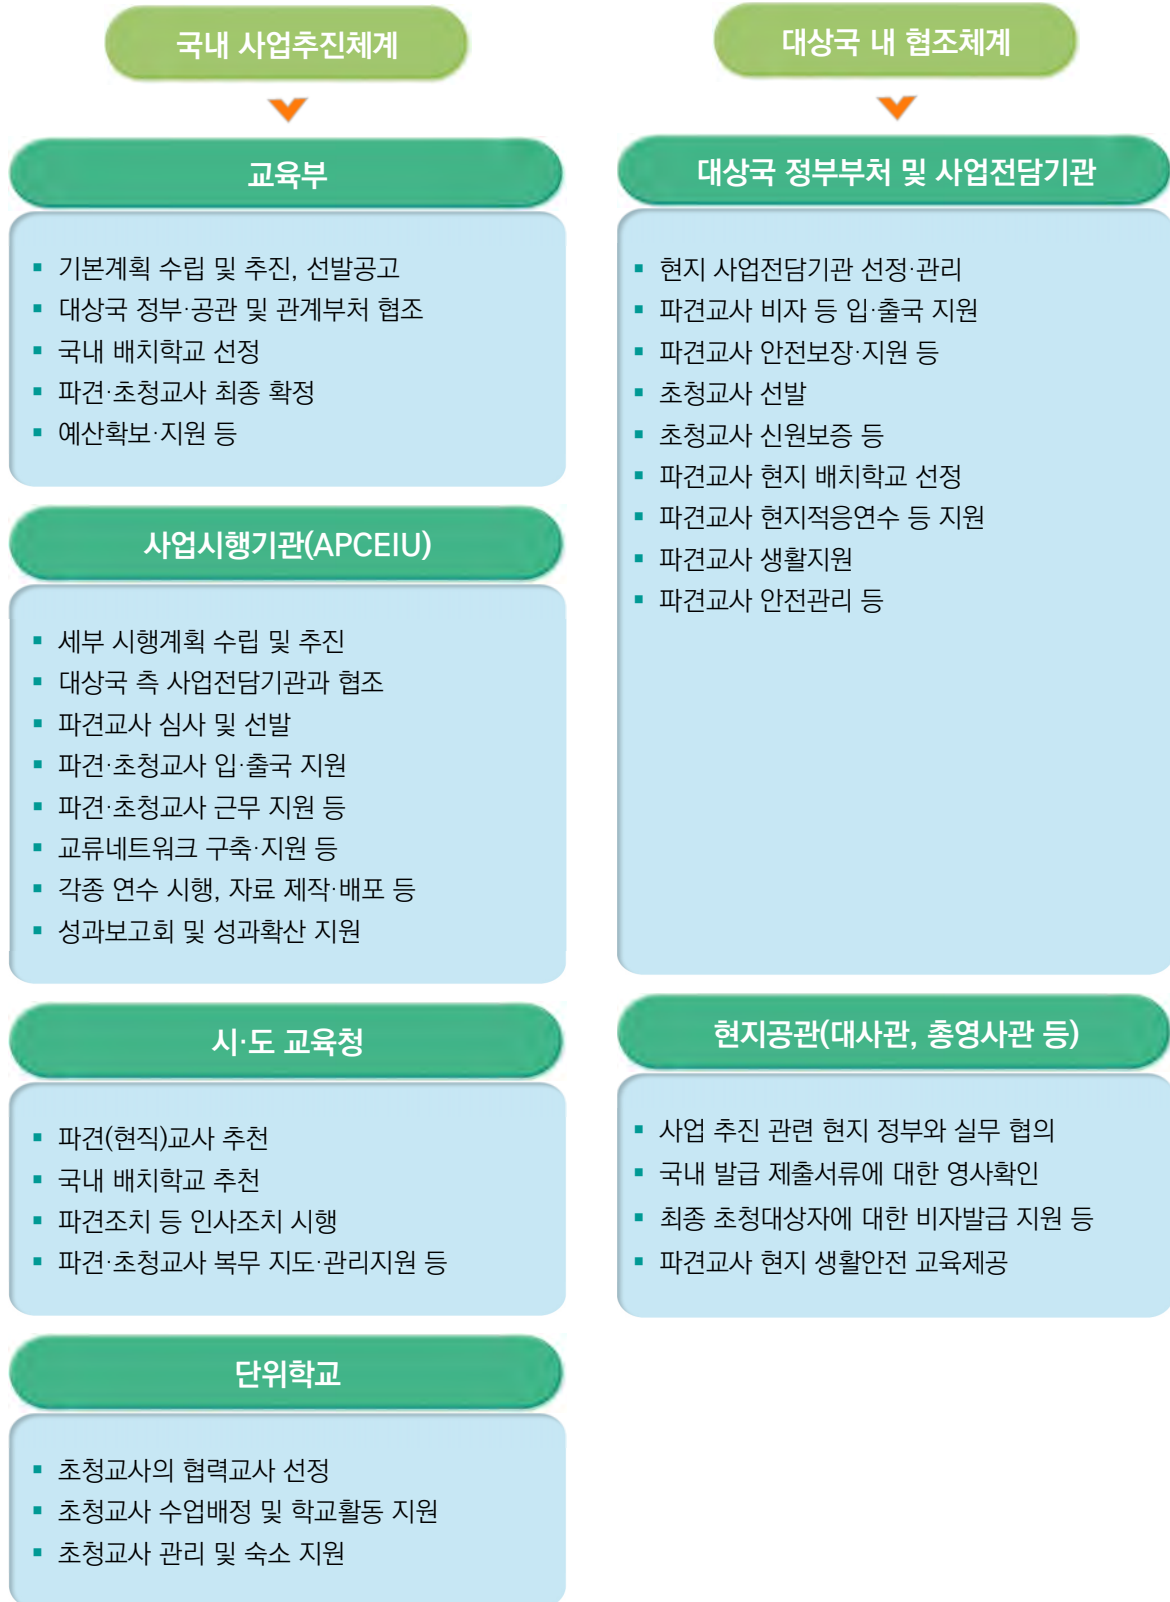 국내 사업추진체계
교육부
기본계획 수립 및 추진, 선발공고
대상국 정부·공관 및 관계부처 협조
국내 배치학교 선정
파견·초청교사 최종 확정
예산확보·지원 등
사업시행기관(APCEIU)
세부 시행계획 수립 및 추진
대상국 측 사업전담기관과 협조
파견교사 심사 및 선발
파견·초청교사 입·출국 지원
파견·초청교사 근무 지원 등
교류네트워크 구축·지원 등
각종 연수 시행, 자료 제작·배포 등
성과보고회 및 성과확산 지원
시·도 교육청
파견(현직)교사 추천
국내 배치학교 추천
파견조치 등 인사조치 시행
파견·초청교사 복무 지도·관리지원 등
단위학교
초청교사의 협력교사 선정
초청교사 수업배정 및 학교활동 지원
초청교사 관리 및 숙소 지원
대상국 내 협조체계
대상국 정부부처 및 사업전담기관
현지 사업전담기관 선정·관리
파견교사 비자 등 입·출국 지원
파견교사 안전보장·지원 등
초청교사 선발
초청교사 신원보증 등
파견교사 현지 배치학교 선정
파견교사 현지적응연수 등 지원
파견교사 생활지원
파견교사 안전관리 등
현지공관(대사관, 총영사관 등)
사업 추진 관련 현지 정부와 실무 협의
국내 발급 제출서류에 대한 영사확인
최종 초청대상자에 대한 비자발급 지원 등
파견교사 현지 생활안전 교육제공